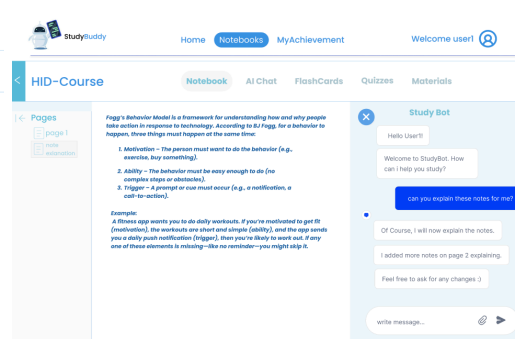 StudyBuddy
Home Notebooks MyAchievement
Welcome user1
HID-Course
Notebook AI Chat FlashCards Quizzes Materials
Pages
page 1
note
extanation
Fogg's Behavior Model is a framework for understanding how and why people
take action in response to technology. According to BJ Fogg, for a behavior to
happen, three things must happen at the same time:
1. Motivation – The person must want to do the behavior (e.g.,
exercise, buy something).
2. Ability – The behavior must be easy enough to do (no
complex steps or obstacles).
3. Trigger – A prompt or cue must occur (e.g., a notification, a
call-to-action).
Example:
A fitness app wants you to do daily workouts. If you're motivated to get fit
(motivation), the workouts are short and simple (ability), and the app sends
you a daily push notification (trigger), then you're likely to work out. If any
one of these elements is missing—like no reminder—you might skip it.
Study Bot
Hello User1!
Welcome to StudyBot. How
can i help you study?
can you explain these notes for me?
Of Course, I will now explain the notes.
I added more notes on page 2 explaining.
Feel free to ask for any changes :)
write message...